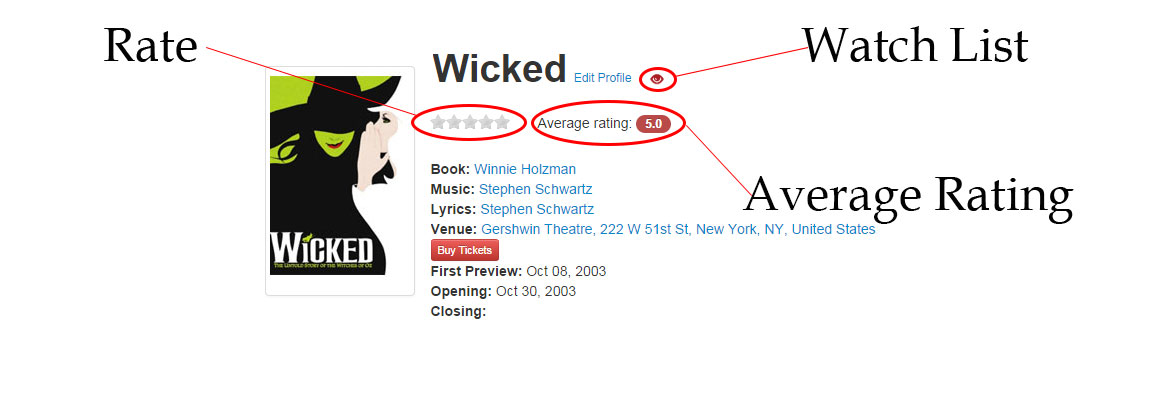 Rate
Watch List
Wicked Edit Profile
Average rating: 5.0
Average Rating
Book: Winnie Holzman
Music: Stephen Schwartz
Lyrics: Stephen Schwartz
Venue: Gershwin Theatre, 222 W 51st St, New York, NY, United States
Buy Tickets
First Preview: Oct 08, 2003
Opening: Oct 30, 2003
Closing:
WICKED
THE UNTOLD STORY OF THE WITCHES OF OZ